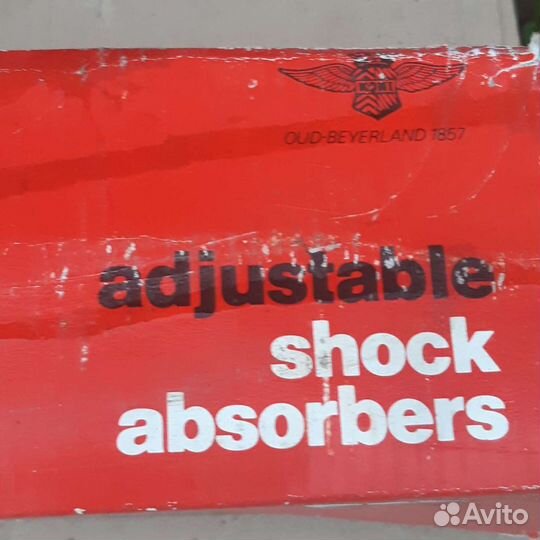 KONI
OUD-BEYERLAND 1857
adjustable
shock
absorbers
Avito